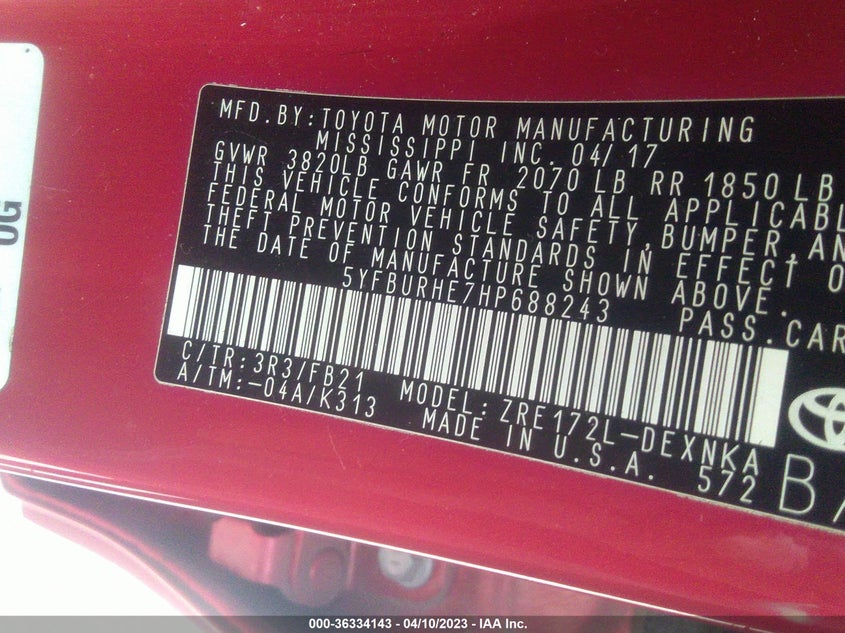 OG
MFD.BY:TOYOTA MOTOR MANUFACTURING
MISSISSIPPI INC. 04/17
GVWR 3820LB GAWR FR 2070 LB RR 1850LB
THIS VEHICLE CONFORMS TO ALL APPLICABL
FEDERAL MOTOR VEHICLE SAFETY,BUMPER,AN
THEFT PREVENTION STANDARDS IN EFFECT O
THE DATE OF MANUFACTURE SHOWN ABOVE.
5YFBURHE7HP688243 PASS.CAR
C/TR:3R3/FB21 MODEL:ZRE172L-DEXNKA
A/TM:-04A/K313 MADE IN U.S.A. 572
BA
000-36334143 - 04/10/2023 - IAA Inc.